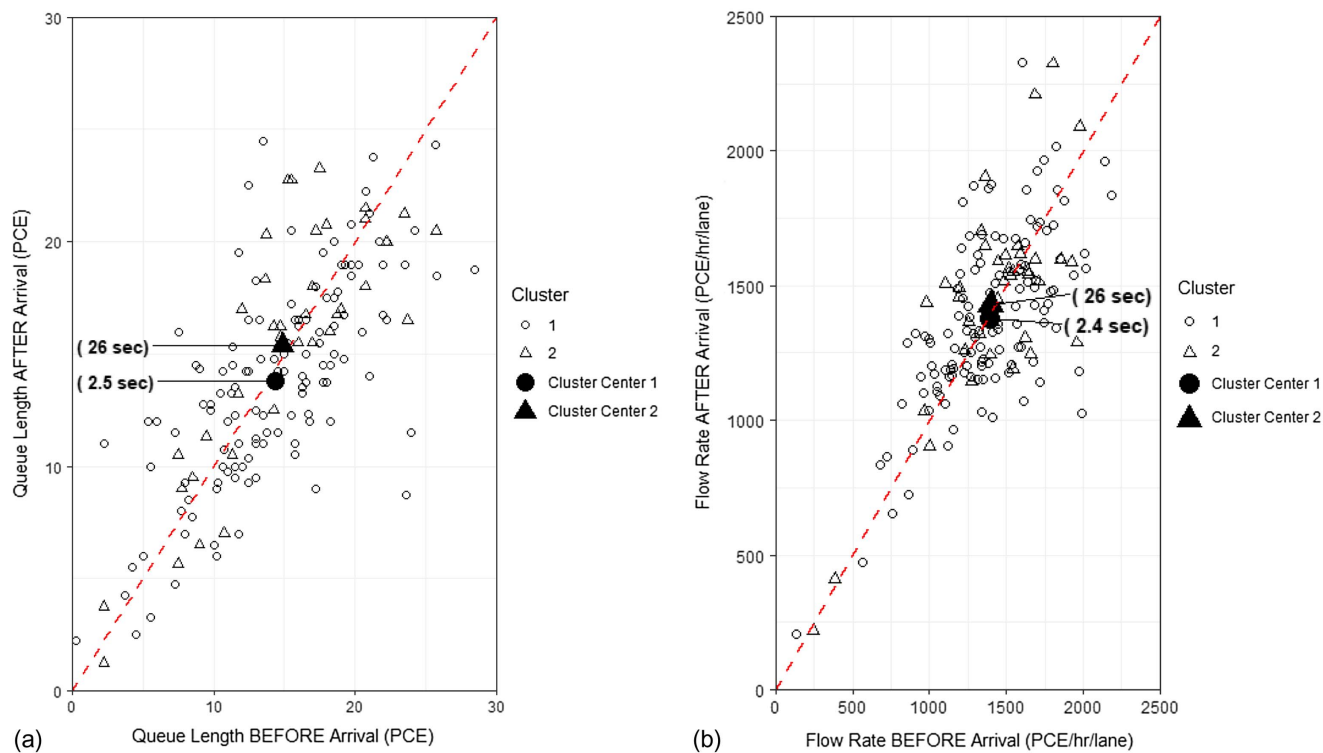 30
20
10
0
0
10
20
30
Queue Length AFTER Arrival (PCE)
Queue Length BEFORE Arrival (PCE)
( 26 sec)
( 2.5 sec)
Cluster
1
2
Cluster Center 1
Cluster Center 2
(a)
2500
2000
1500
1000
500
0
0
500
1000
1500
2000
2500
Flow Rate AFTER Arrival (PCE/hr/lane)
Flow Rate BEFORE Arrival (PCE/hr/lane)
( 26 sec)
( 2.4 sec)
Cluster
1
2
Cluster Center 1
Cluster Center 2
(b)